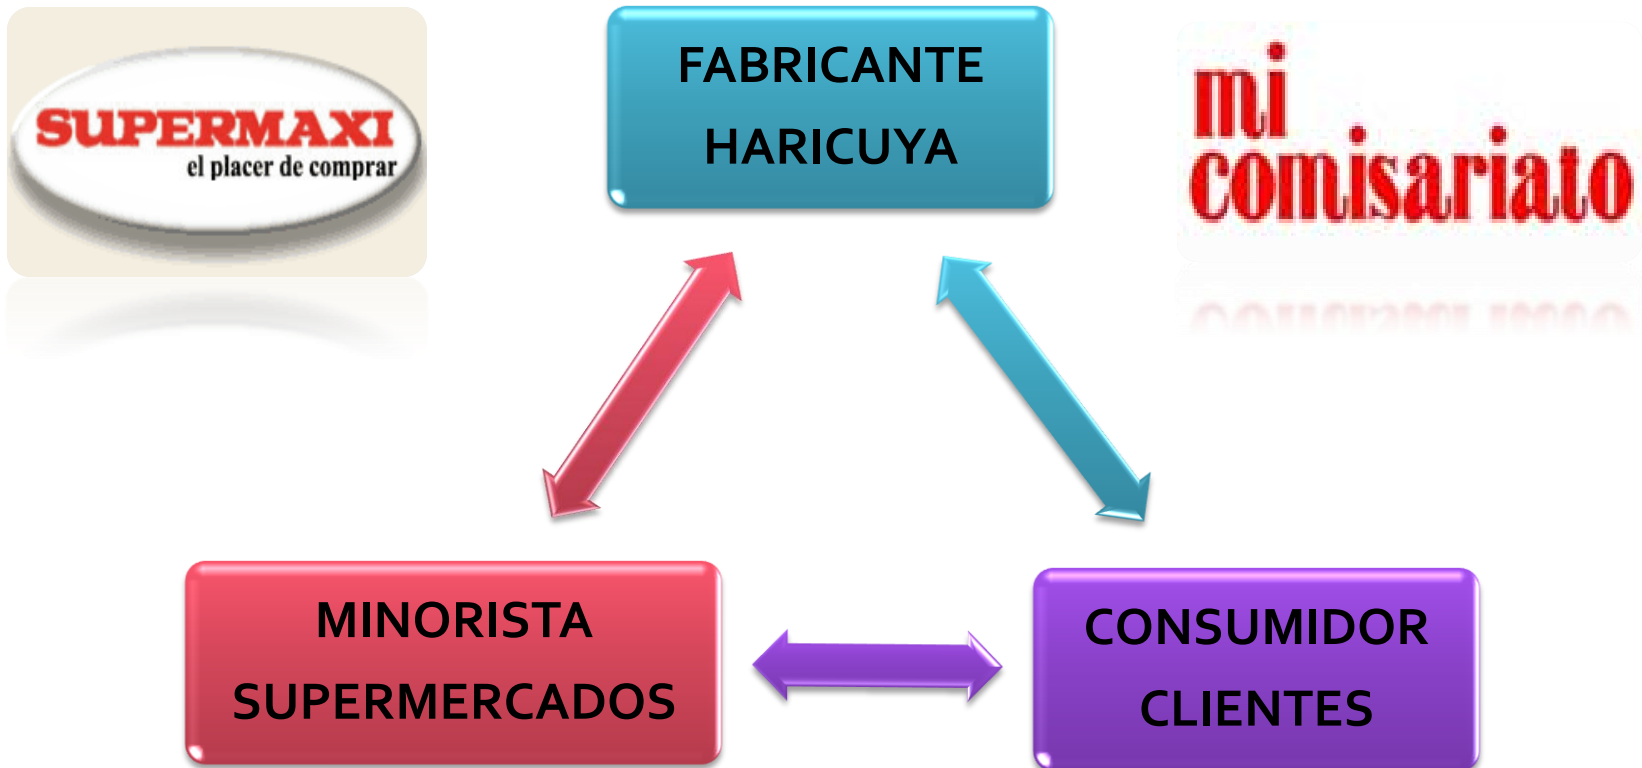 SUPERMAXI
el placer de comprar
FABRICANTE
HARICUYA
mi
comisariato
MINORISTA
SUPERMERCADOS
CONSUMIDOR
CLIENTES